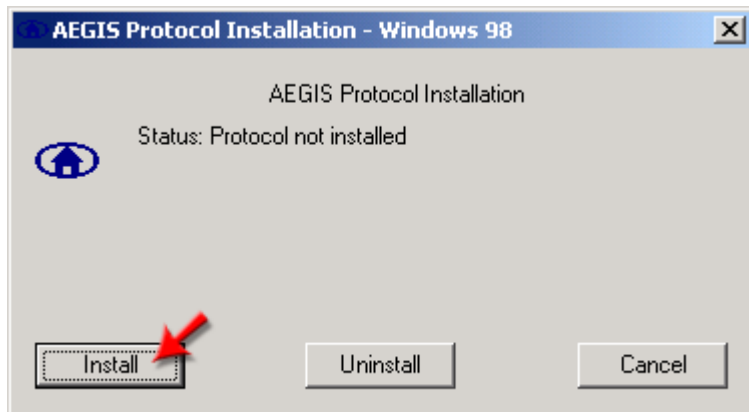 AEGIS Protocol Installation - Windows 98
AEGIS Protocol Installation
Status: Protocol not installed
Install Uninstall Cancel